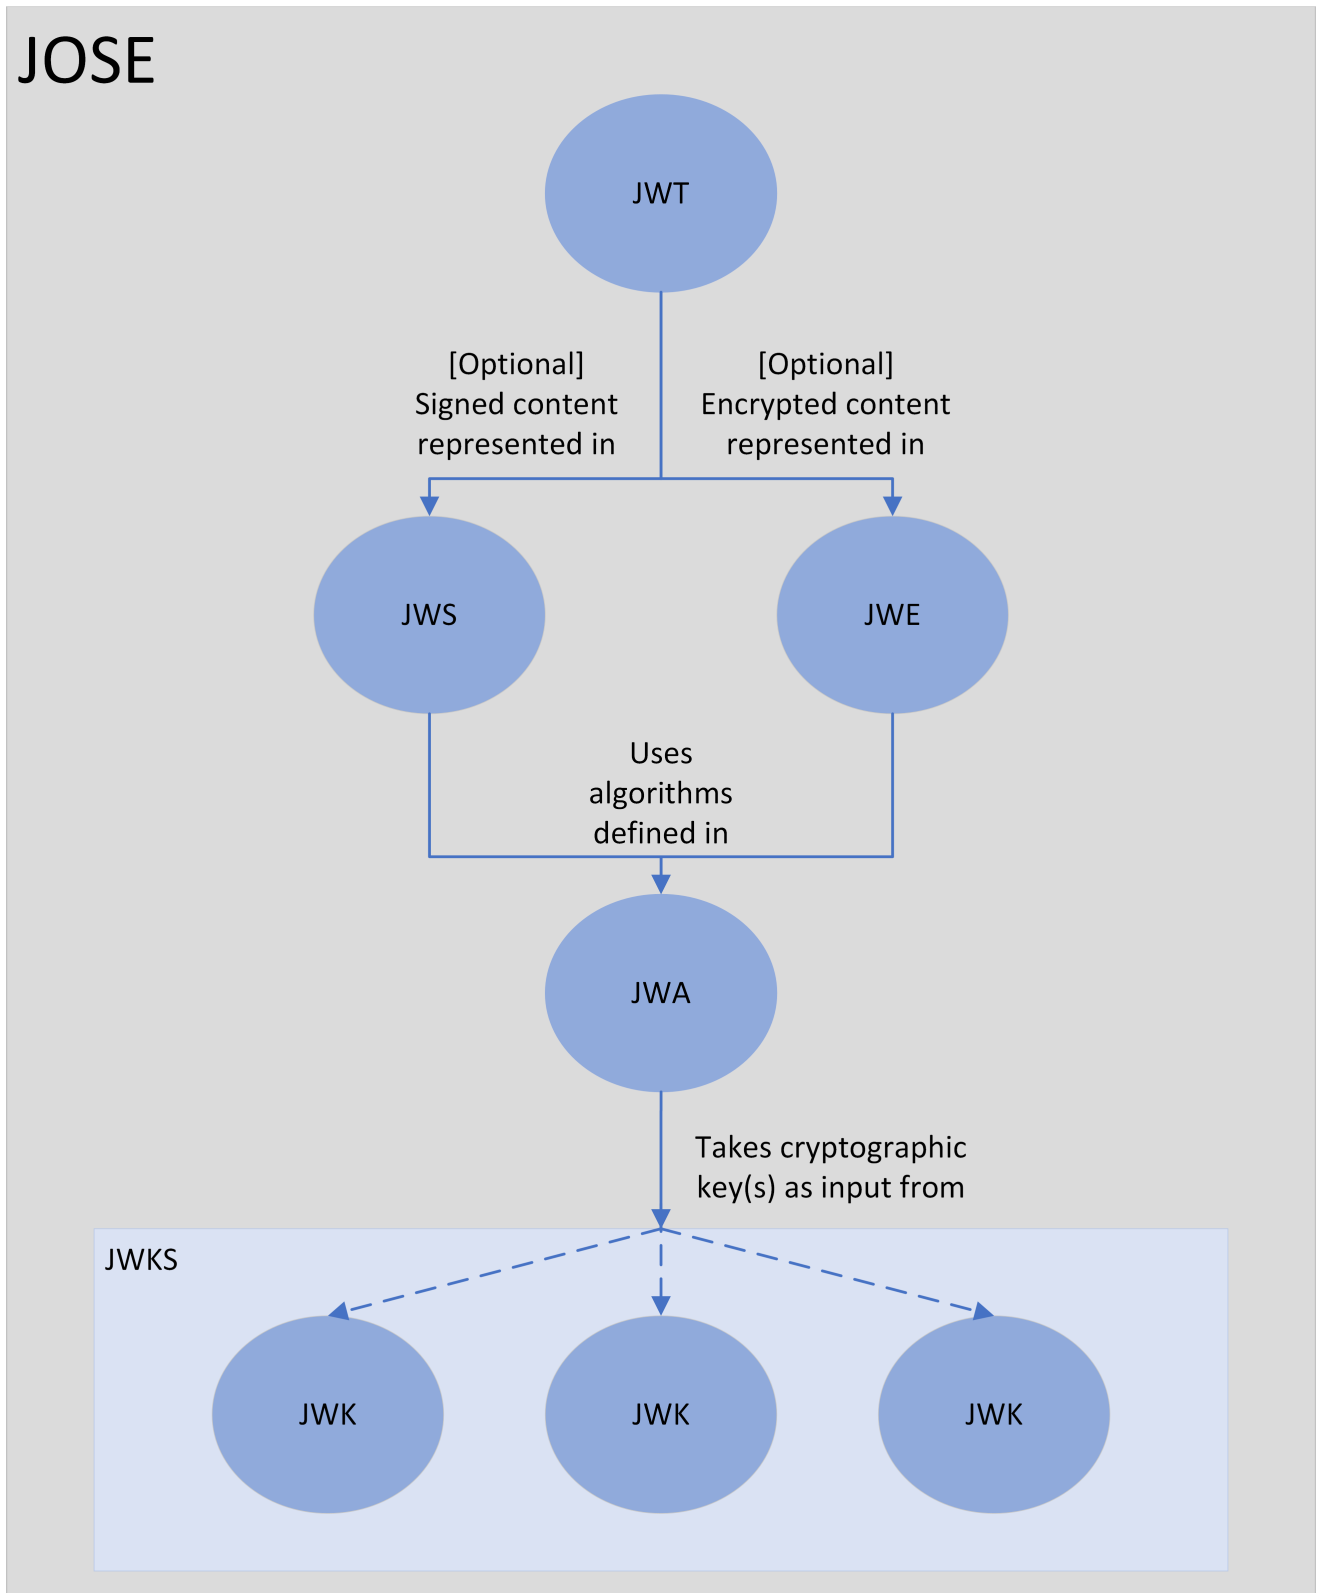 JOSE
JWT
[Optional]
Signed content
represented in
[Optional]
Encrypted content
represented in
JWS
JWE
Uses
algorithms
defined in
JWA
Takes cryptographic
key(s) as input from
JWKS
JWK
JWK
JWK